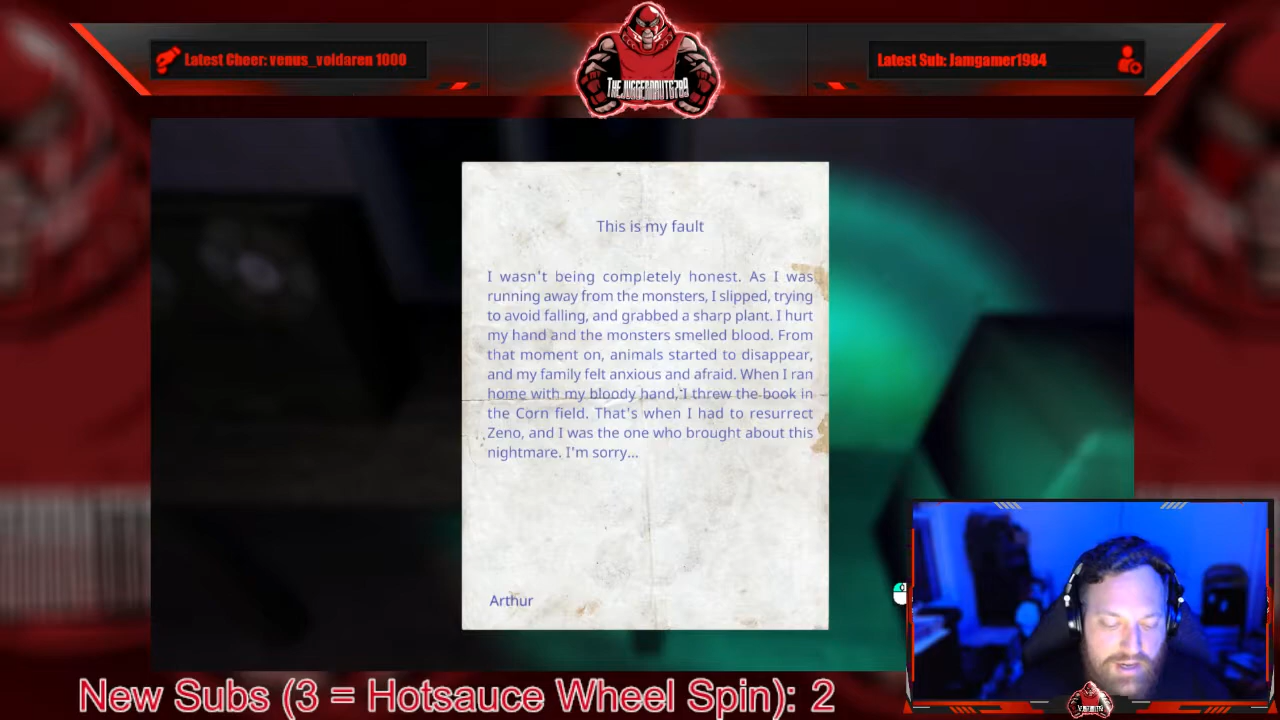 Latest Cheer: venus_voldaren 1000
THEJUGGERNAUT6789
Latest Sub: Jamgamer1984
This is my fault
I wasn't being completely honest. As I was
running away from the monsters, I slipped, trying
to avoid falling, and grabbed a sharp plant. I hurt
my hand and the monsters smelled blood. From
that moment on, animals started to disappear,
and my family felt anxious and afraid. When I ran
home with my bloody hand, I threw the book in
the Corn field. That's when I had to resurrect
Zeno, and I was the one who brought about this
nightmare. I'm sorry...
Arthur
New Subs (3 = Hotsauce Wheel Spin): 2